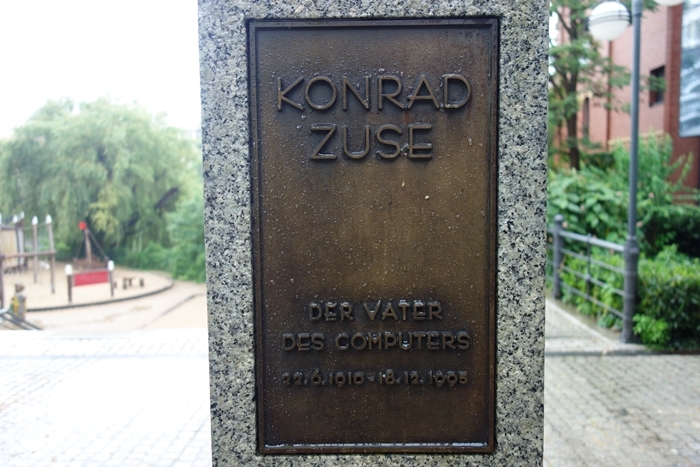 KONRAD
ZUSE
DER VATER
DES COMPUTERS
22.6.1910-18.12.1995